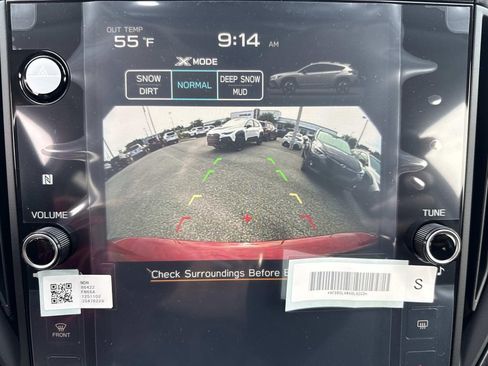 OUT TEMP
55 °F
9:14 AM
X MODE
SNOW
DIRT
NORMAL
DEEP SNOW
MUD
VOLUME
TUNE
Check Surroundings Before
S
FRONT